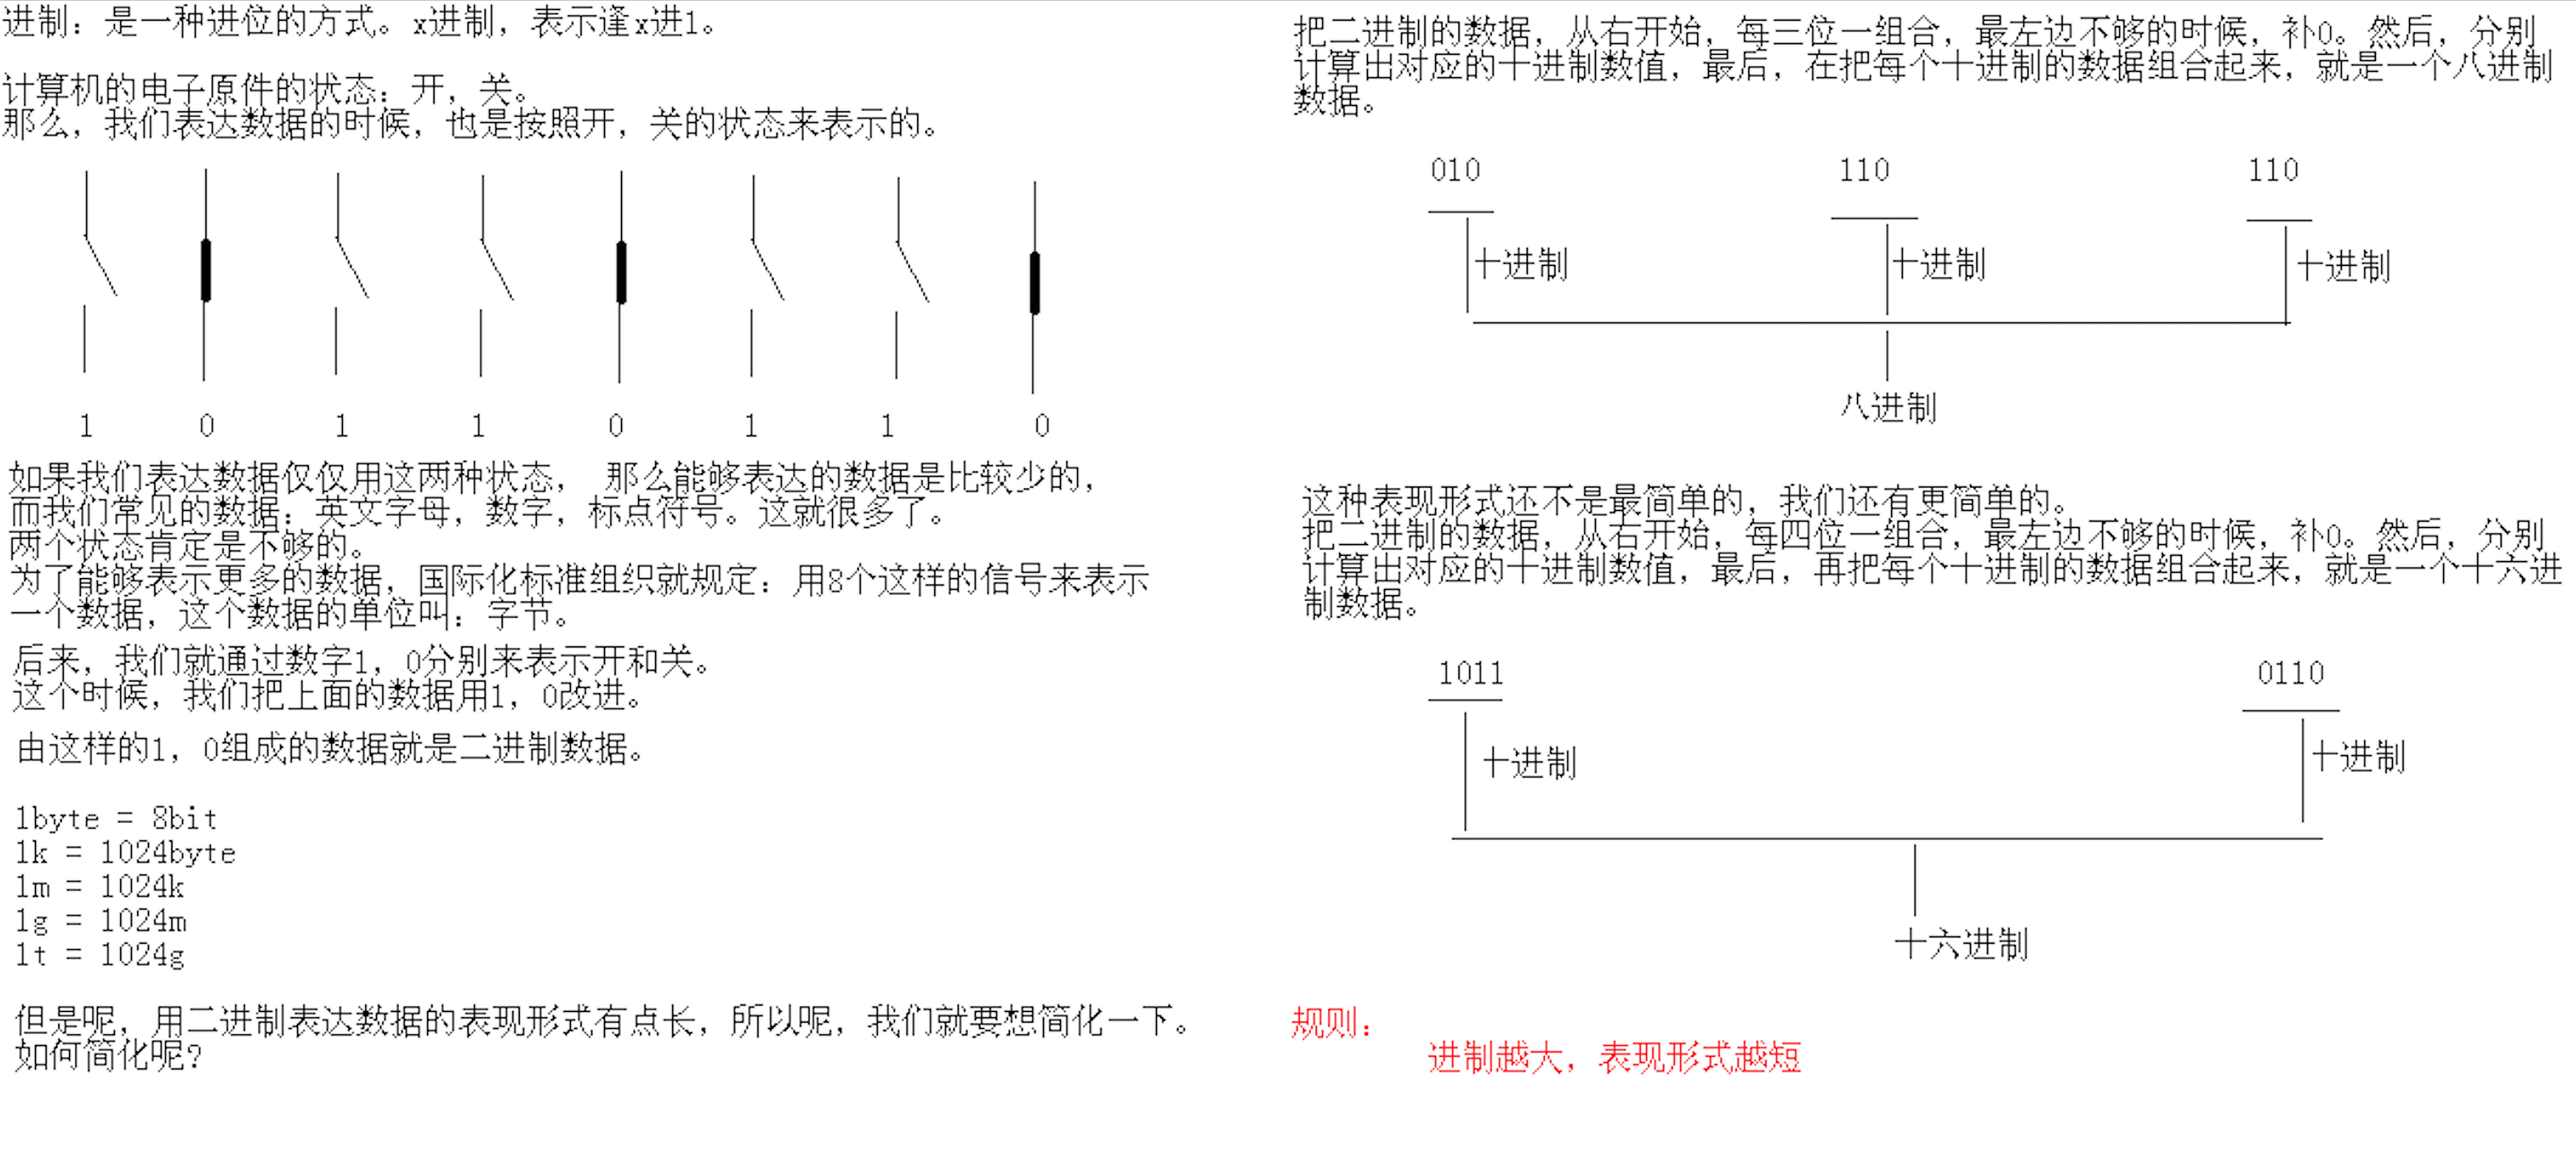 进制：是一种进位的方式。x进制，表示逢x进1。
计算机的电子原件的状态：开，关。
那么，我们表达数据的时候，也是按照开，关的状态来表示的。
1 0 1 1 0 1 1 0
如果我们表达数据仅仅用这两种状态， 那么能够表达的数据是比较少的，
而我们常见的数据：英文字母，数字，标点符号。这就很多了。
两个状态肯定是不够的。
为了能够表示更多的数据，国际化标准组织就规定：用8个这样的信号来表示
一个数据，这个数据的单位叫：字节。
后来，我们就通过数字1，0分别来表示开和关。
这个时候，我们把上面的数据用1，0改进。
由这样的1，0组成的数据就是二进制数据。
1byte = 8bit
1k = 1024byte
1m = 1024k
1g = 1024m
1t = 1024g
但是呢，用二进制表达数据的表现形式有点长，所以呢，我们就要想简化一下。
如何简化呢?
把二进制的数据，从右开始，每三位一组合，最左边不够的时候，补0。然后，分别
计算出对应的十进制数值，最后，在把每个十进制的数据组合起来，就是一个八进制
数据。
010 110 110
十进制 十进制 十进制
八进制
这种表现形式还不是最简单的，我们还有更简单的。
把二进制的数据，从右开始，每四位一组合，最左边不够的时候，补0。然后，分别
计算出对应的十进制数值，最后，再把每个十进制的数据组合起来，就是一个十六进
制数据。
1011 0110
十进制 十进制
十六进制
规则：
进制越大，表现形式越短